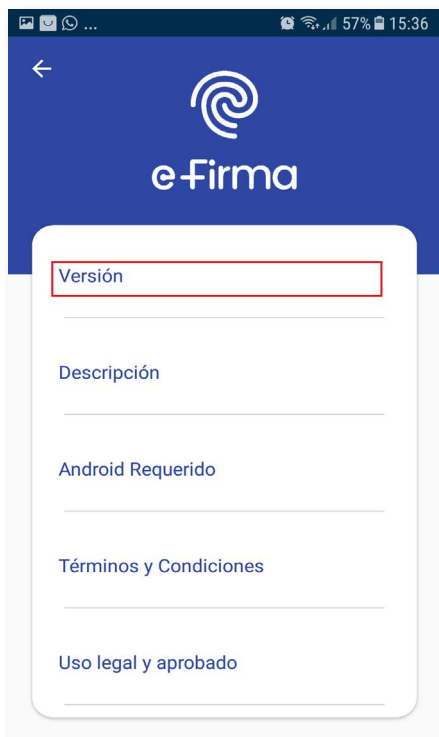 ... 57% 15:36
e-Firma
Versión
Descripción
Android Requerido
Términos y Condiciones
Uso legal y aprobado